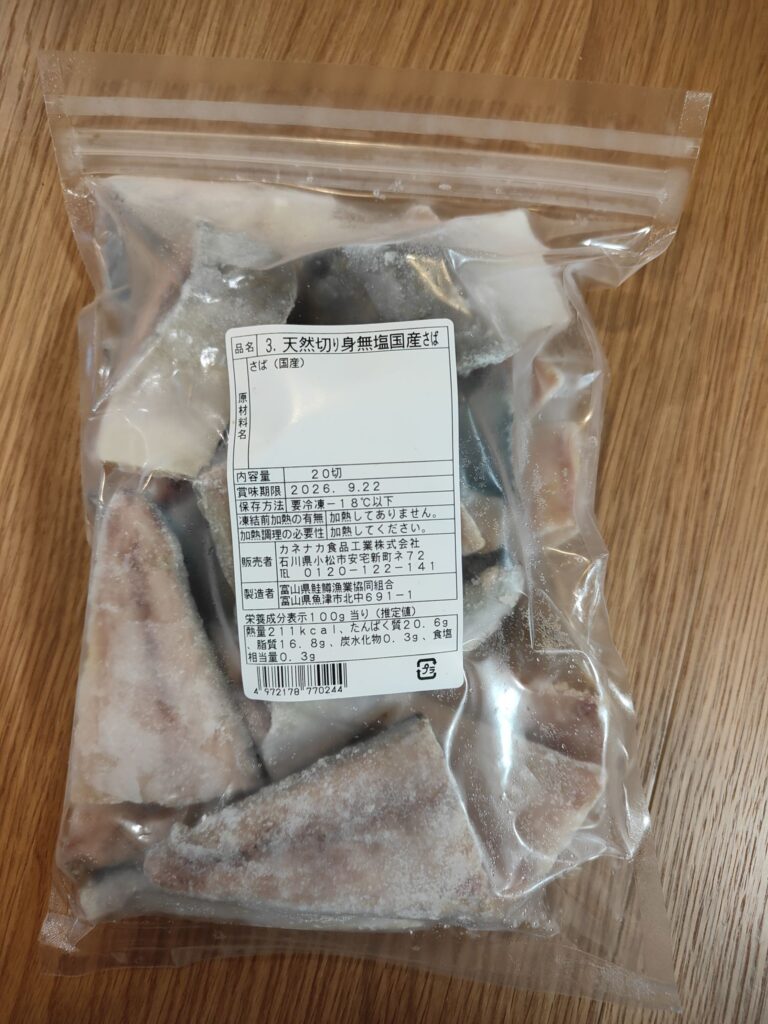 品名 3. 天然切り身無塩国産さば
原材料名 さば（国産）
内容量 20切
賞味期限 2026. 9.22
保存方法 要冷凍－18℃以下
凍結前加熱の有無 加熱してありません。
加熱調理の必要性 加熱してください。
販売者 カネナカ食品工業株式会社
石川県小松市安宅新町ネ72
TEL 0120-122-141
製造者 富山県鮭鱒漁業協同組合
富山県魚津市北中691-1
栄養成分表示100g当り（推定値）
熱量211kcal、たんぱく質20.6g
、脂質16.8g、炭水化物0.3g、食塩
相当量0.3g
4 972178 770244
プラ